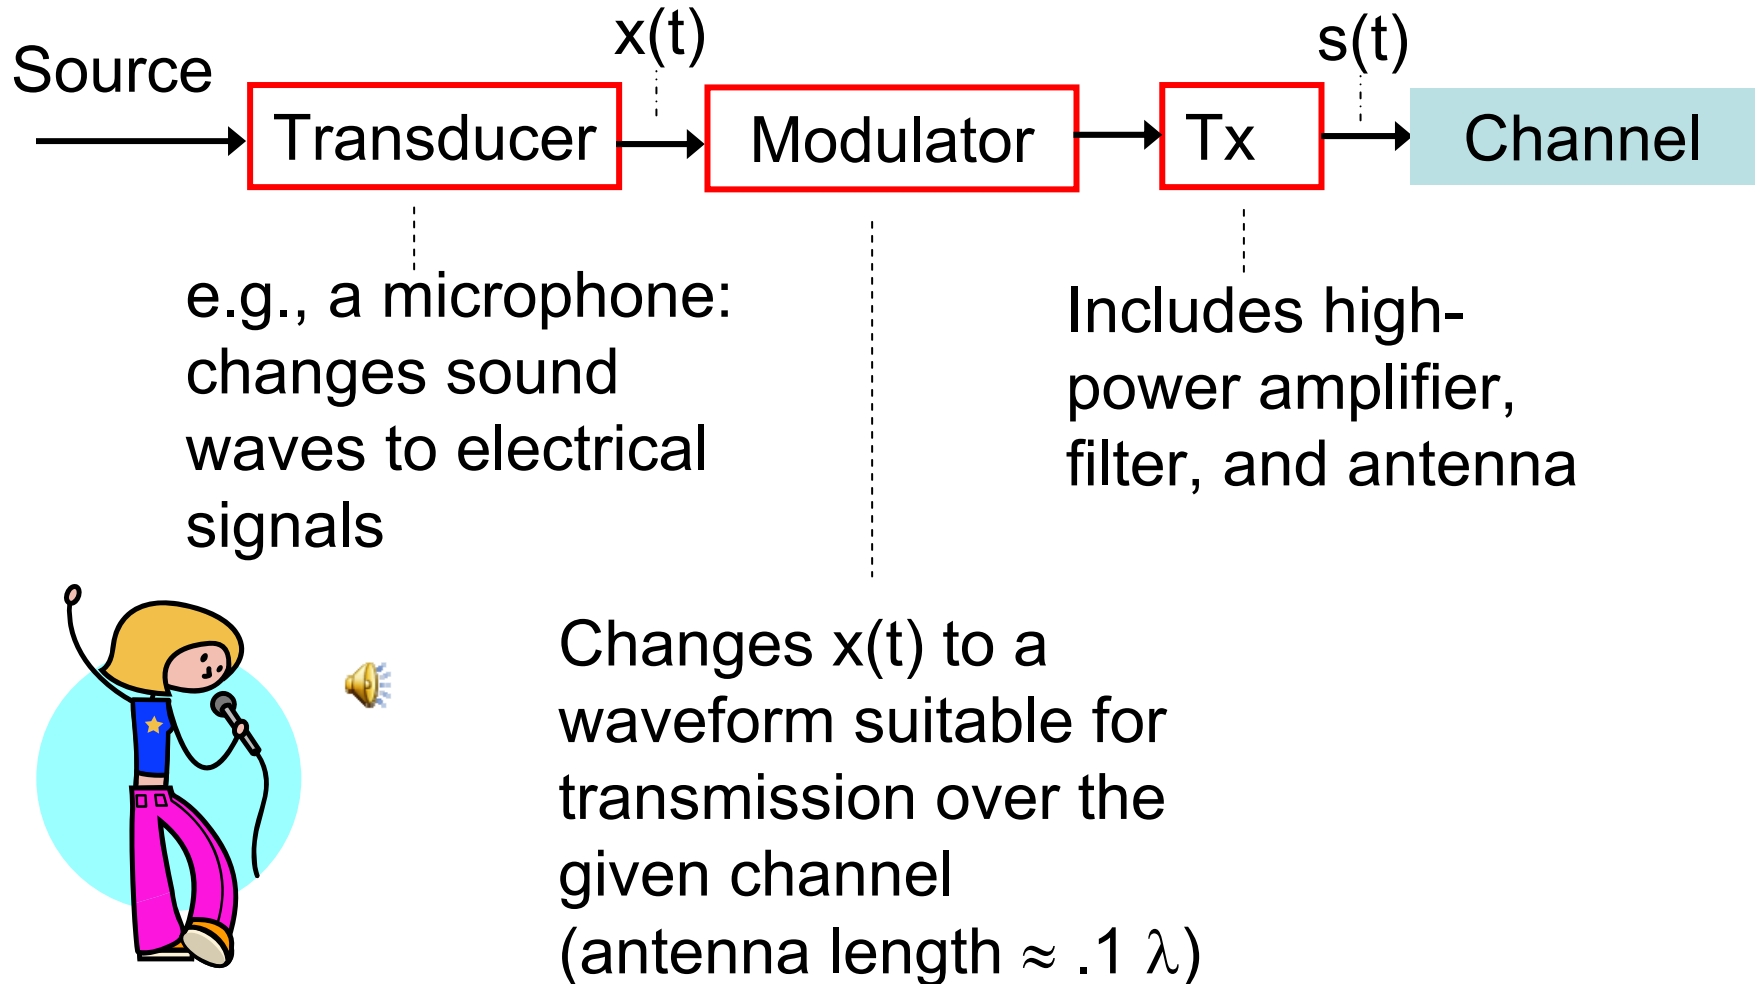 x(t)
s(t)
Source
Transducer
Modulator
Tx
Channel
e.g., a microphone:
changes sound
waves to electrical
signals
Includes high-
power amplifier,
filter, and antenna
Changes x(t) to a
waveform suitable for
transmission over the
given channel
(antenna length ≈ .1 λ)